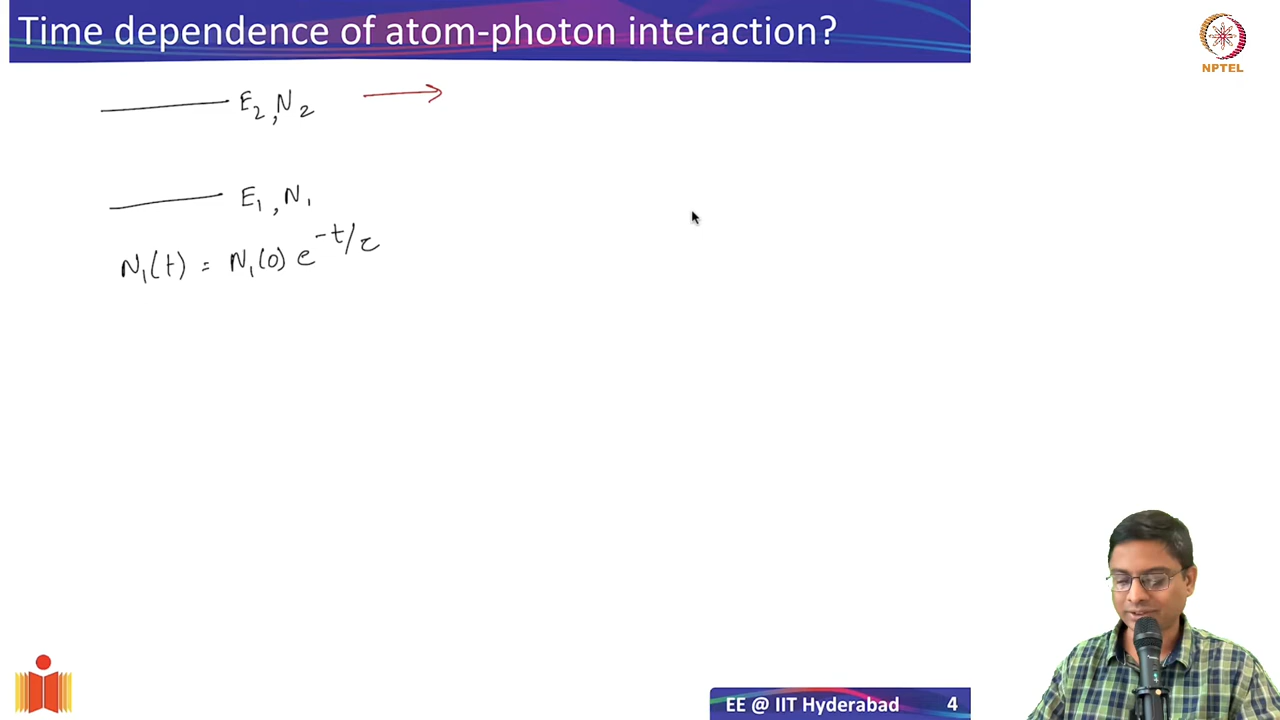 Time dependence of atom-photon interaction?
NPTEL
E₂, N₂
E₁, N₁
N₁(t) = N₁(0) e^{-t/τ}
EE @ IIT Hyderabad 4